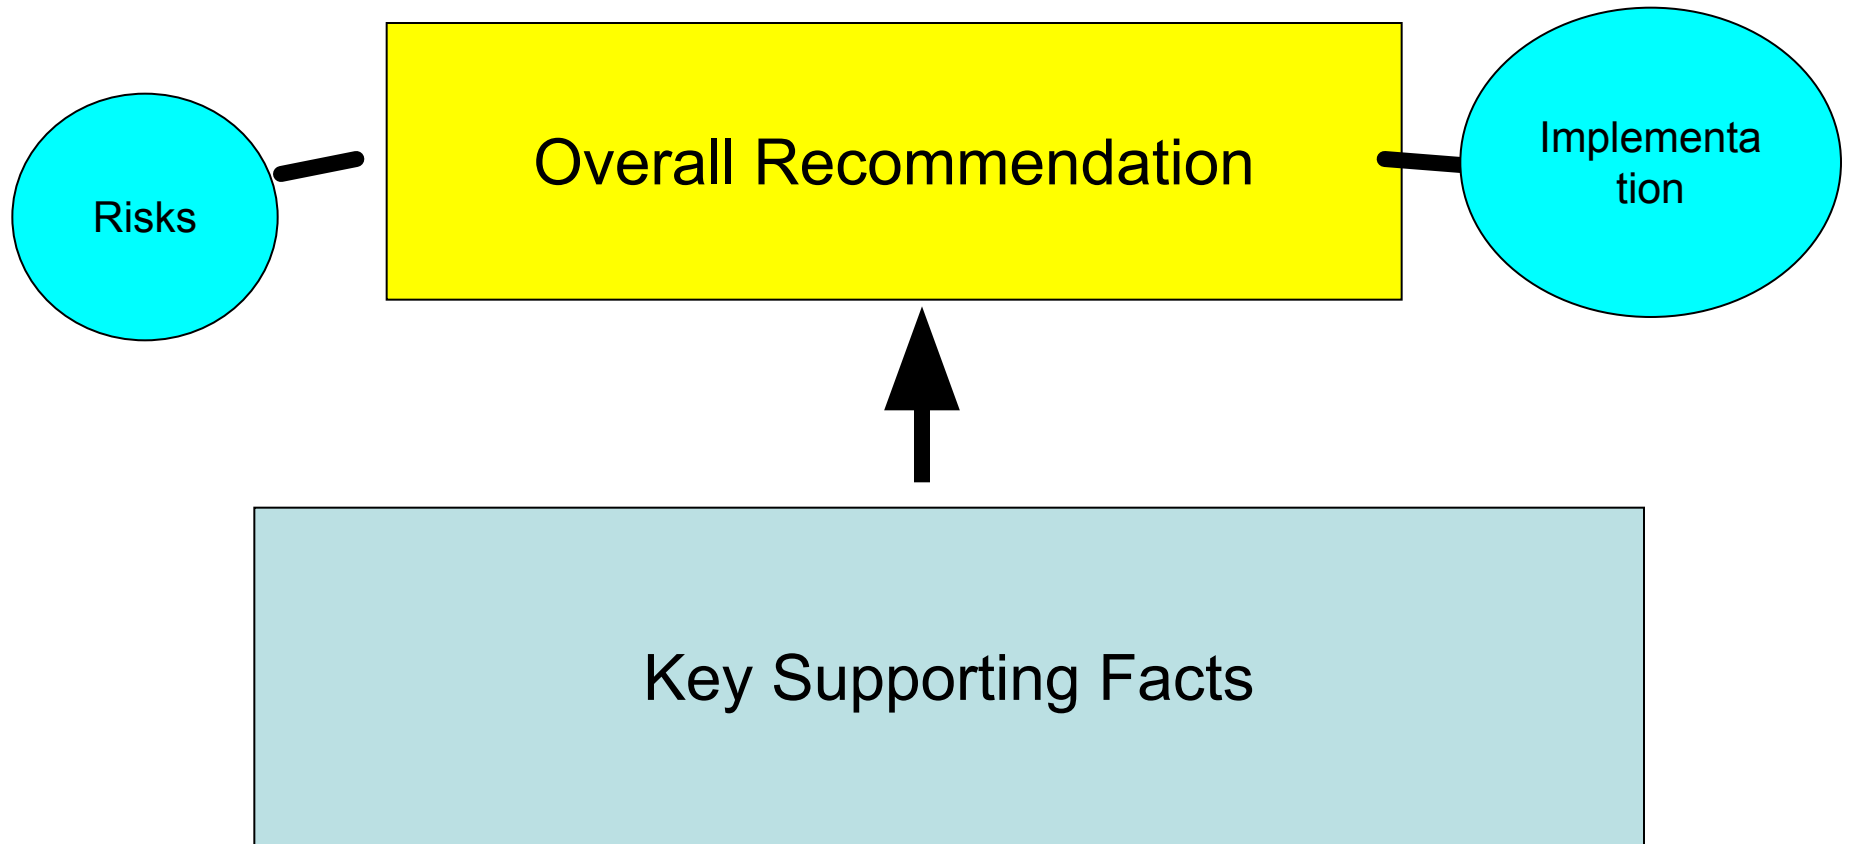 Overall Recommendation
Implementa
tion
Risks
Key Supporting Facts